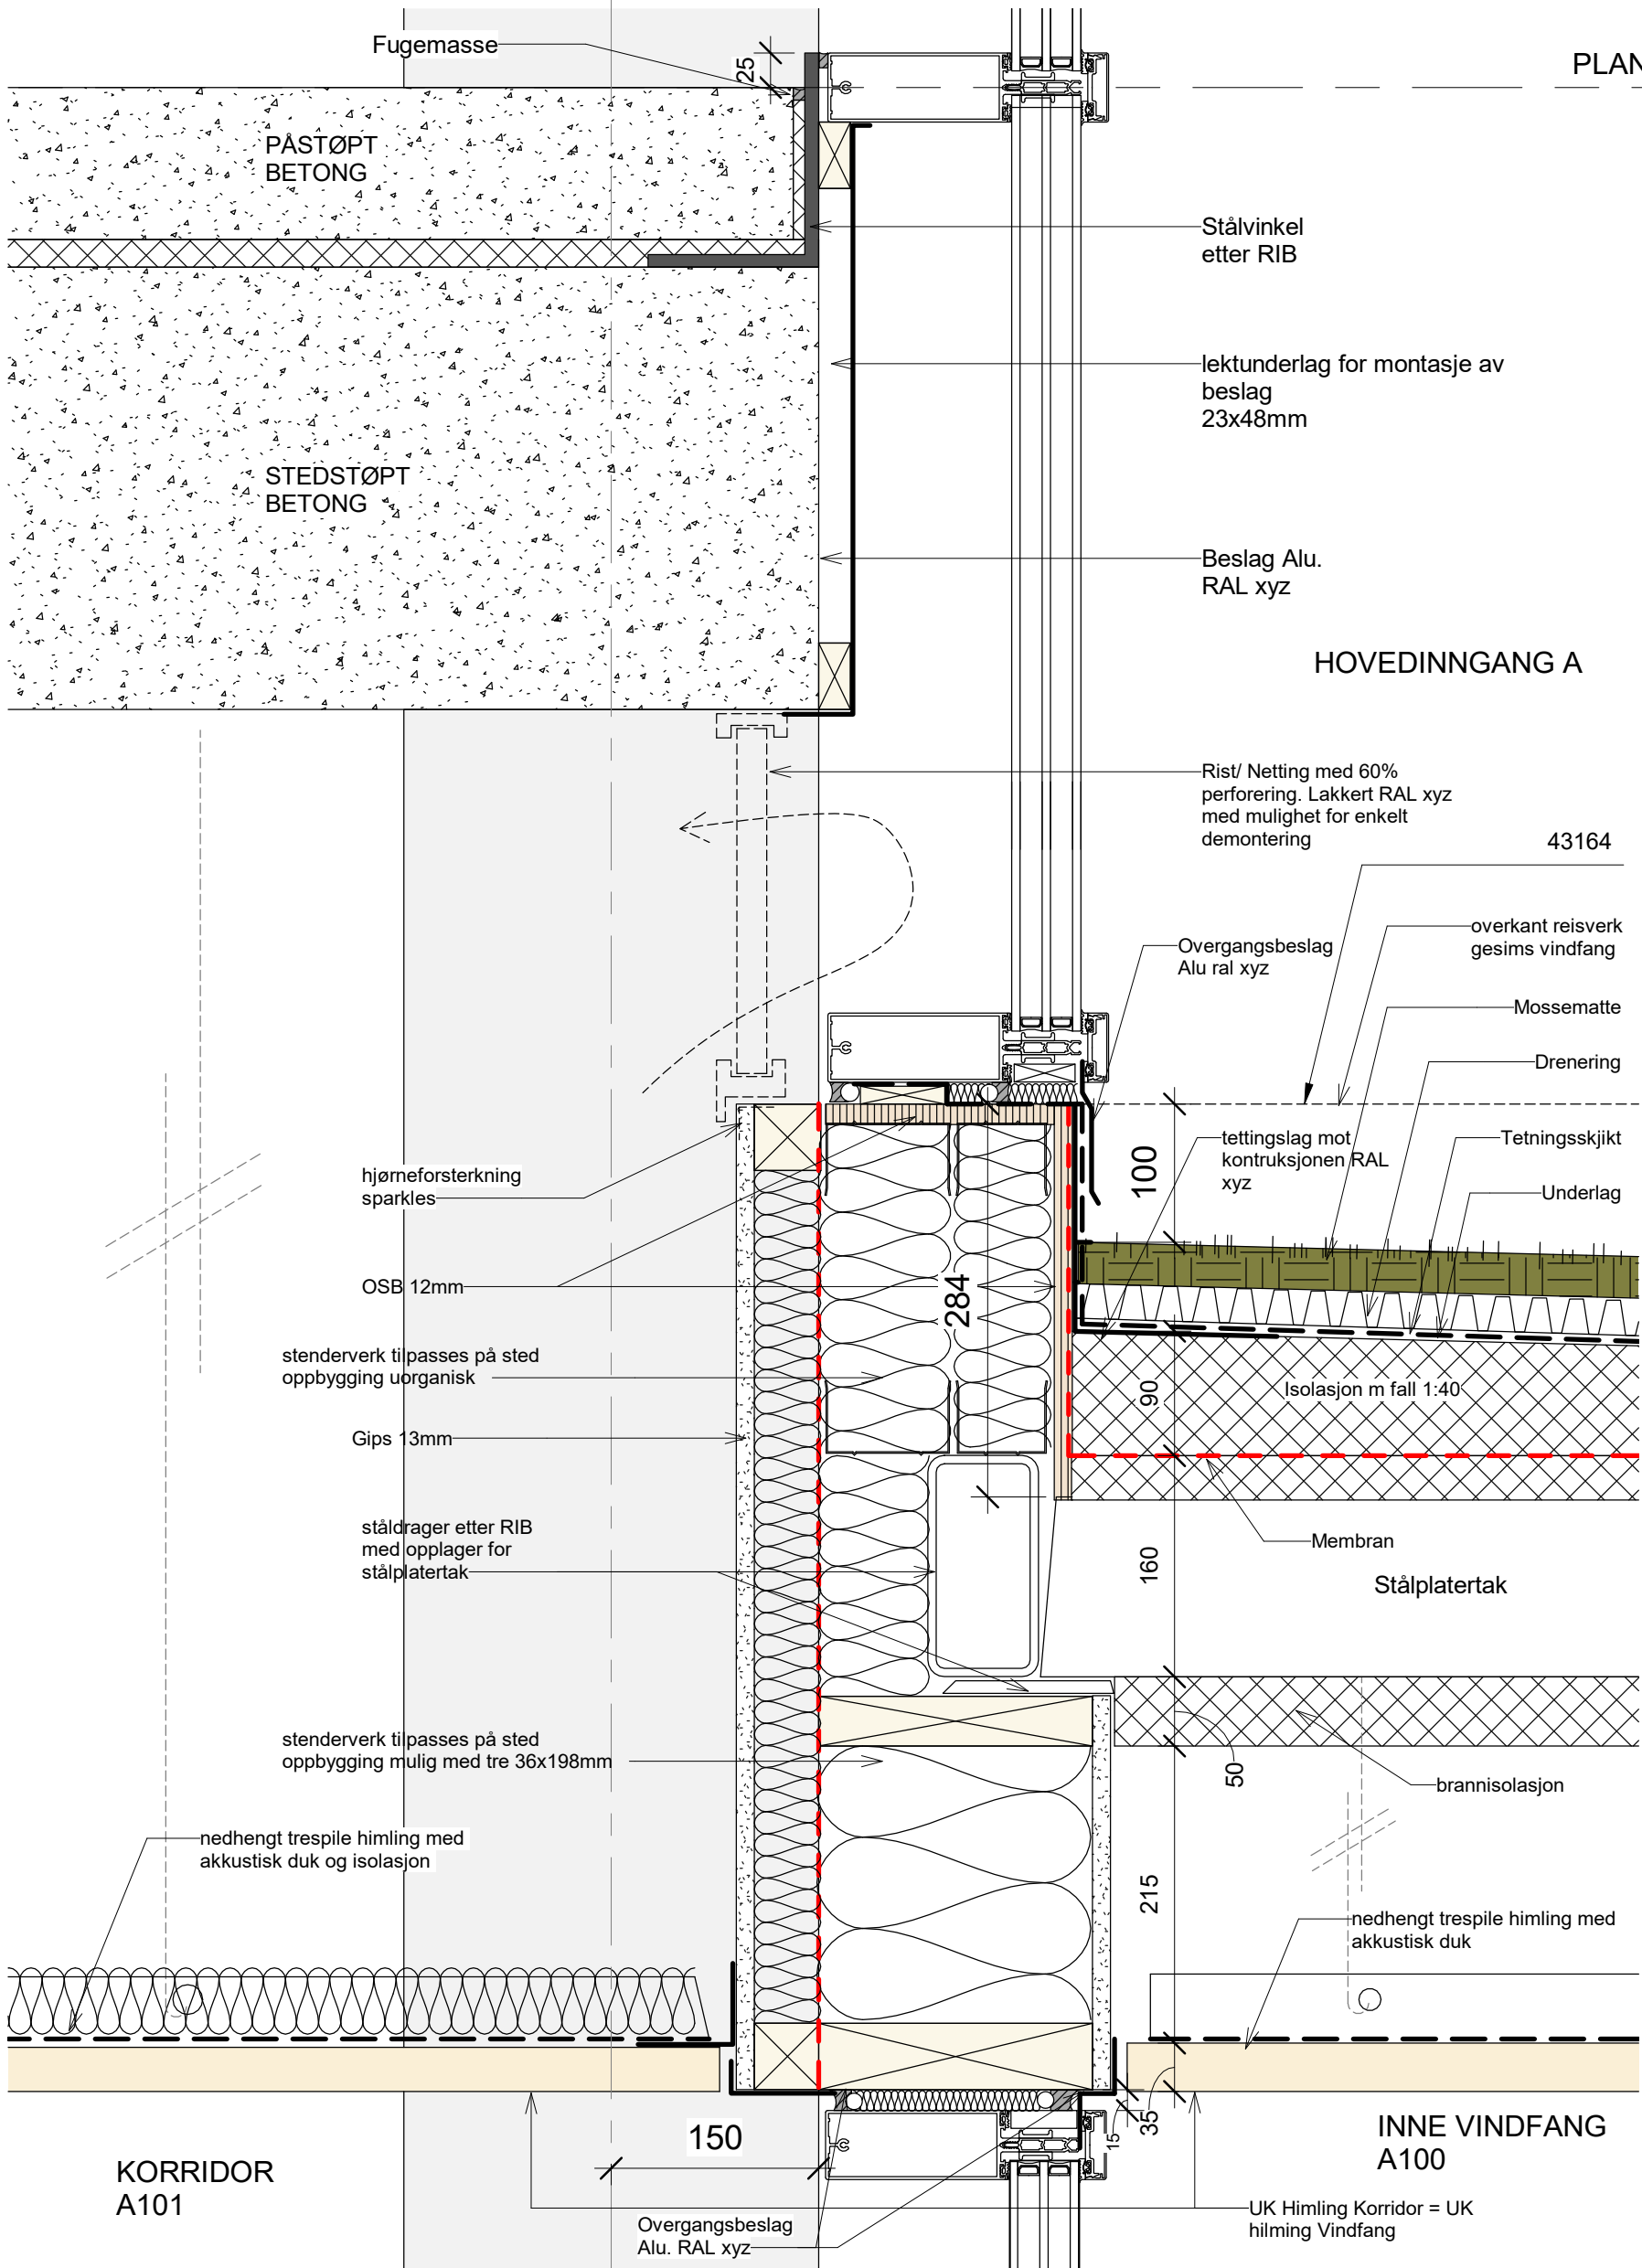 Fugemasse
25
PLAN
PÅSTØPT
BETONG
Stålvinkel
etter RIB
lektunderlag for montasje av
beslag
23x48mm
STEDSTØPT
BETONG
Beslag Alu.
RAL xyz
HOVEDINNGANG A
Rist/ Netting med 60%
perforering. Lakkert RAL xyz
med mulighet for enkelt
demontering
43164
overkant reisverk
gesims vindfang
Overgangsbeslag
Alu ral xyz
Mossematte
Drenering
tettingslag mot
kontruksjonen RAL
xyz
Tetningsskjikt
Underlag
100
hjørneforsterkning
sparkles
OSB 12mm
284
stenderverk tilpasses på sted
oppbygging uorganisk
90
Isolasjon m fall 1:40
Gips 13mm
ståldrager etter RIB
med opplager for
stålplatertak
Membran
160
Stålplatertak
stenderverk tilpasses på sted
oppbygging mulig med tre 36x198mm
50
brannisolasjon
nedhengt trespile himling med
akkustisk duk og isolasjon
215
nedhengt trespile himling med
akkustisk duk
35
15
150
INNE VINDFANG
A100
KORRIDOR
A101
UK Himling Korridor = UK
hilming Vindfang
Overgangsbeslag
Alu. RAL xyz